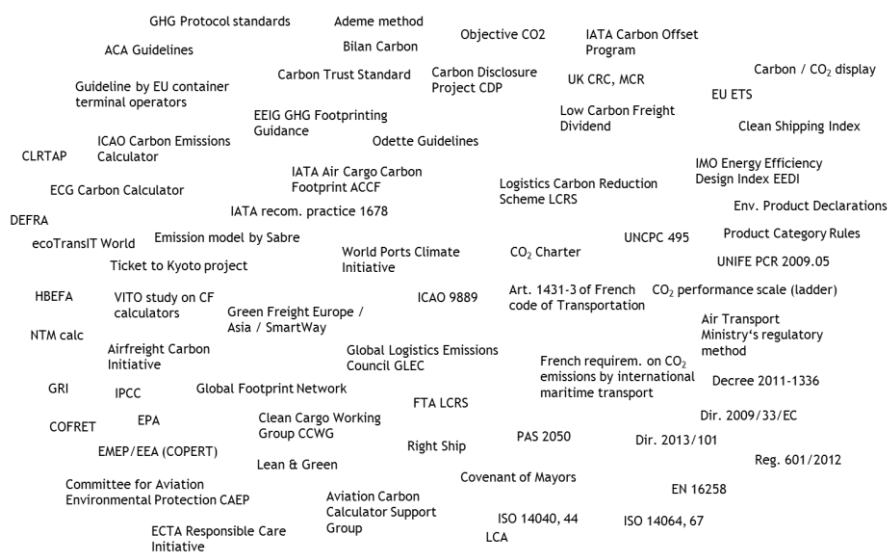 GHG Protocol standards
Ademe method
Objective CO2
IATA Carbon Offset
Program
ACA Guidelines
Bilan Carbon
Carbon Trust Standard
Carbon Disclosure
Project CDP
UK CRC, MCR
Carbon / CO2 display
Guideline by EU container
terminal operators
EU ETS
EEIG GHG Footprinting
Guidance
Low Carbon Freight
Dividend
Clean Shipping Index
ICAO Carbon Emissions
Calculator
Odette Guidelines
CLRTAP
IATA Air Cargo Carbon
Footprint ACCF
IMO Energy Efficiency
Design Index EEDI
ECG Carbon Calculator
Logistics Carbon Reduction
Scheme LCRS
DEFRA
IATA recom. practice 1678
Env. Product Declarations
ecoTransIT World
Emission model by Sabre
World Ports Climate
Initiative
CO2 Charter
UNCPC 495
Product Category Rules
Ticket to Kyoto project
UNIFE PCR 2009.05
HBEFA
VITO study on CF
calculators
Green Freight Europe /
Asia / SmartWay
ICAO 9889
Art. 1431-3 of French
code of Transportation
CO2 performance scale (ladder)
NTM calc
Airfreight Carbon
Initiative
Global Logistics Emissions
Council GLEC
French requirem. on CO2
emissions by international
maritime transport
Air Transport
Ministry‘s regulatory
method
GRI
IPCC
Global Footprint Network
Decree 2011-1336
COFRET
EPA
Clean Cargo Working
Group CCWG
FTA LCRS
Dir. 2009/33/EC
EMEP/EEA (COPERT)
Right Ship
PAS 2050
Dir. 2013/101
Lean & Green
Reg. 601/2012
Committee for Aviation
Environmental Protection CAEP
Covenant of Mayors
EN 16258
Aviation Carbon
Calculator Support
Group
ECTA Responsible Care
Initiative
ISO 14040, 44
ISO 14064, 67
LCA